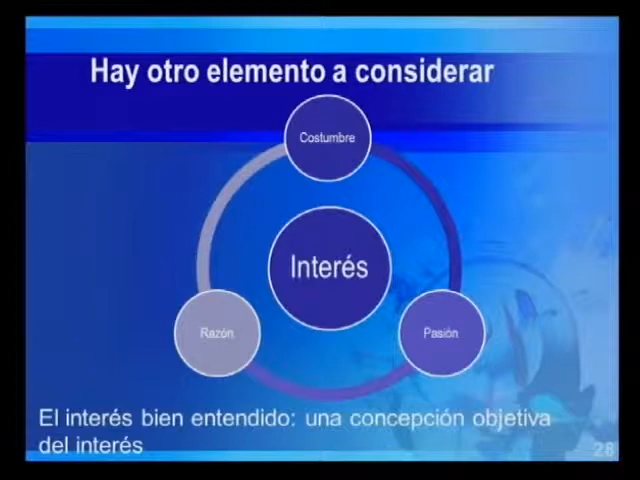 Hay otro elemento a considerar
Costumbre
Interés
Razón
Pasión
El interés bien entendido: una concepción objetiva
del interés
28